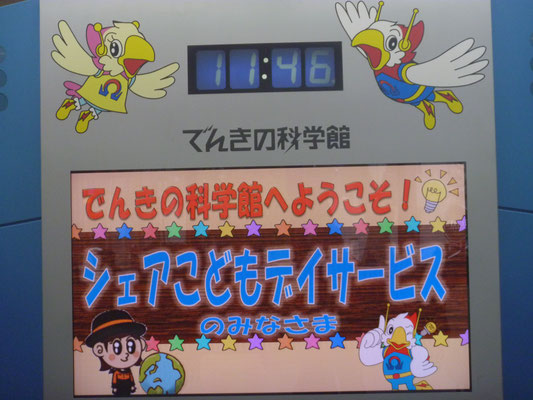 11:46
でんきの科学館
でんきの科学館へようこそ！
シェアこどもデイサービス
のみなさま